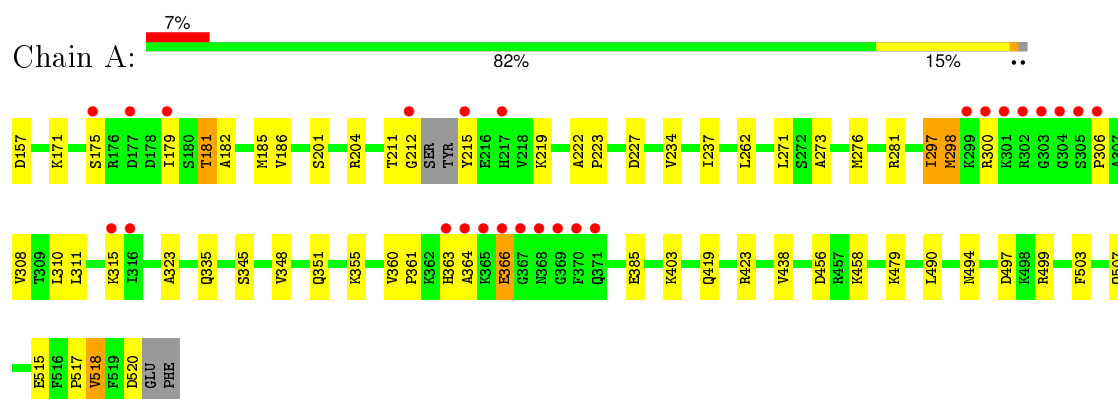 7%
Chain A:
82% 15% ••
D157 K171 S175 R176 D177 D178 I179 S180 T181 A182 M185 V186 S201 R204 F211 G212 SER TYR Y215 E216 H217 V218 K219 A222 P223 D227 V234 I237 L262 L271 S272 A273 M276 R281 I297 M298 K299 R300 K301 R302 G303 G304 S305 P306 A307
V308 T309 L310 L311 K315 I316 A323 Q335 S345 V348 Q351 K355 V360 P361 K362 H363 A364 K365 E366 G367 N368 G369 F370 Q371 E385 K403 Q419 R423 V438 D456 R457 K458 K479 L490 N494 D497 K498 R499 F503 Q507
E515 F516 P517 V518 F519 D520 GLU PHE